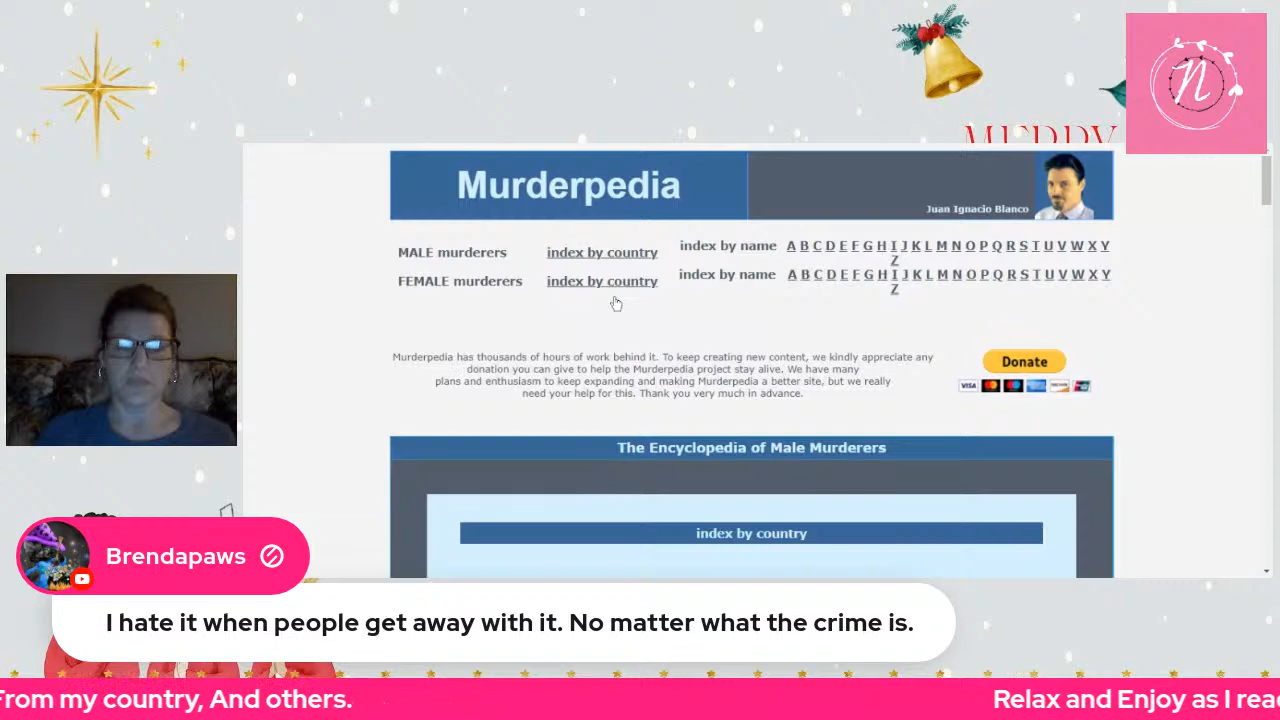 MERRY
n
Murderpedia
Juan Ignacio Blanco
MALE murderers index by country index by name A B C D E F G H I J K L M N O P Q R S T U V W X Y
Z
FEMALE murderers index by country index by name A B C D E F G H I J K L M N O P Q R S T U V W X Y
Z
Murderpedia has thousands of hours of work behind it. To keep creating new content, we kindly appreciate any
donation you can give to help the Murderpedia project stay alive. We have many
plans and enthusiasm to keep expanding and making Murderpedia a better site, but we really
need your help for this. Thank you very much in advance.
Donate
VISA
The Encyclopedia of Male Murderers
index by country
Brendapaws
I hate it when people get away with it. No matter what the crime is.
From my country, And others. Relax and Enjoy as I read